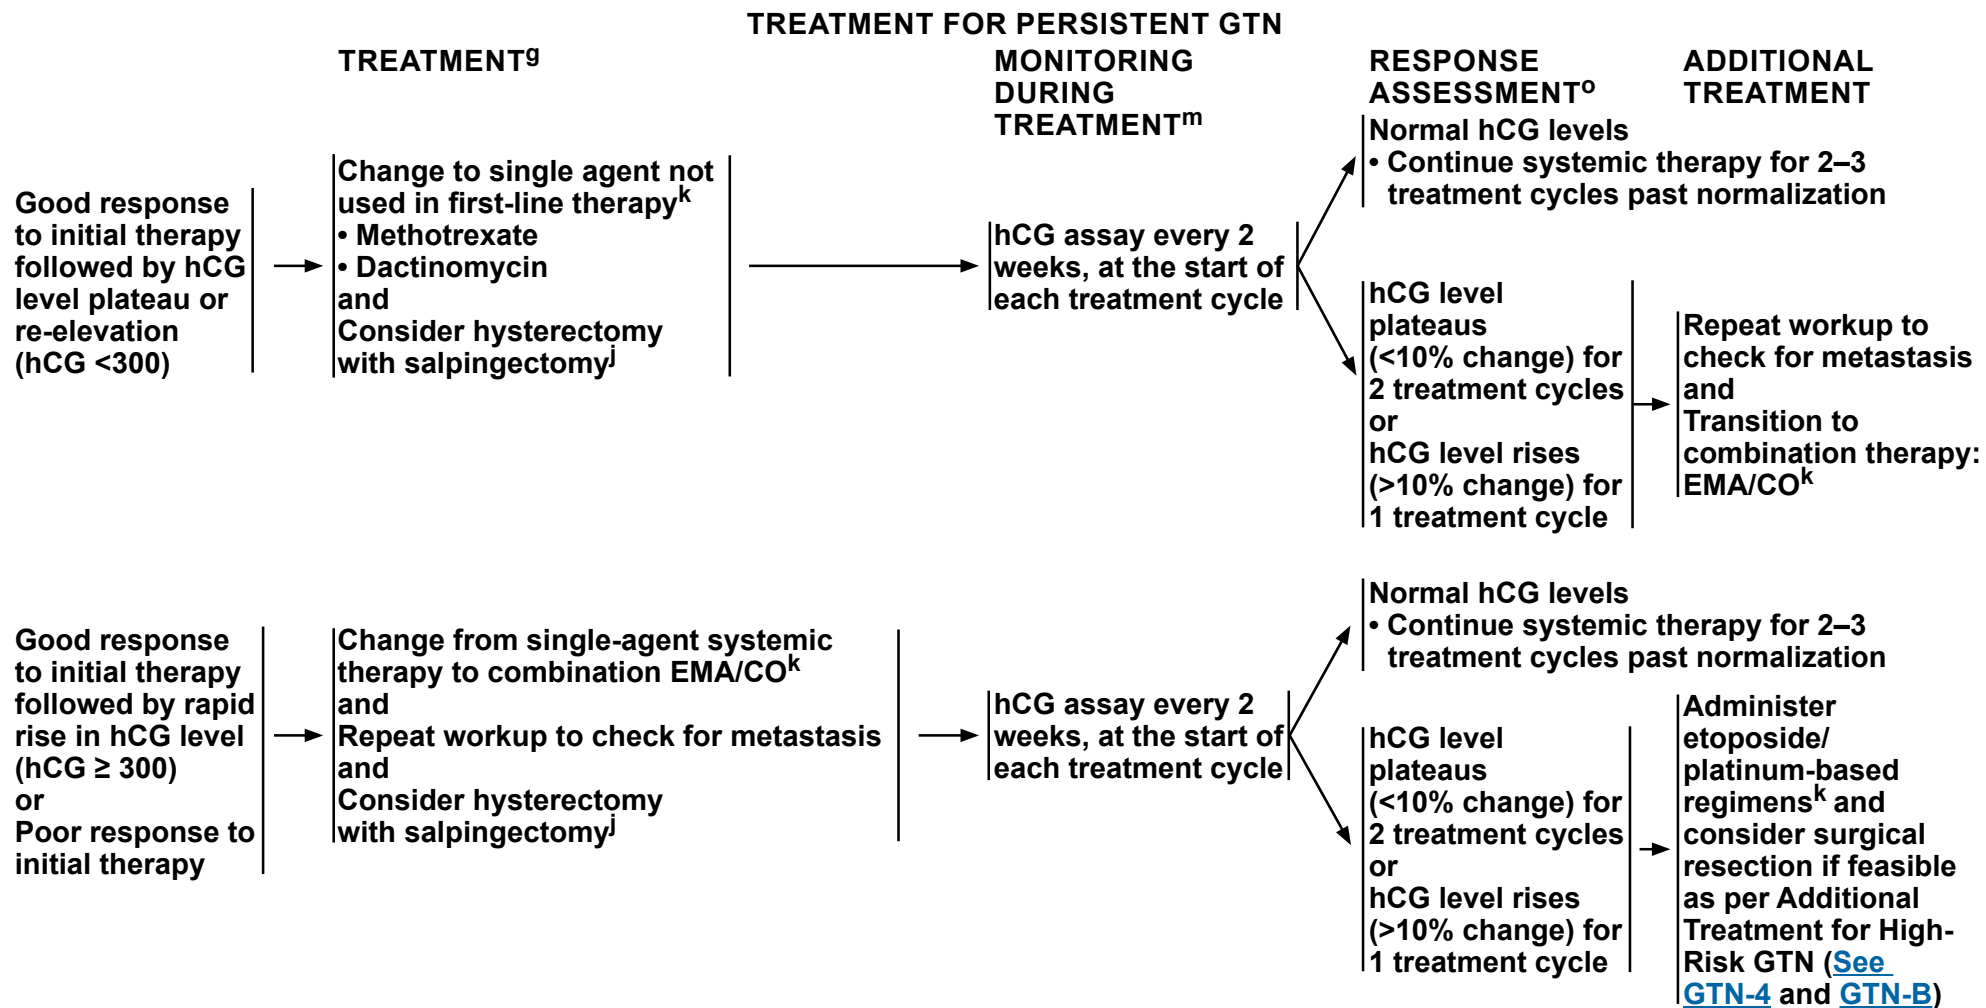 TREATMENT FOR PERSISTENT GTN
TREATMENTg
MONITORING
DURING
TREATMENTm
RESPONSE
ASSESSMENTo
ADDITIONAL
TREATMENT
Good response
to initial therapy
followed by hCG
level plateau or
re-elevation
(hCG <300)
Change to single agent not
used in first-line therapyk
• Methotrexate
• Dactinomycin
and
Consider hysterectomy
with salpingectomyj
hCG assay every 2
weeks, at the start of
each treatment cycle
Normal hCG levels
• Continue systemic therapy for 2–3
treatment cycles past normalization
hCG level
plateaus
(<10% change) for
2 treatment cycles
or
hCG level rises
(>10% change) for
1 treatment cycle
Repeat workup to
check for metastasis
and
Transition to
combination therapy:
EMA/COk
Good response
to initial therapy
followed by rapid
rise in hCG level
(hCG ≥ 300)
or
Poor response to
initial therapy
Change from single-agent systemic
therapy to combination EMA/COk
and
Repeat workup to check for metastasis
and
Consider hysterectomy
with salpingectomyj
hCG assay every 2
weeks, at the start of
each treatment cycle
Normal hCG levels
• Continue systemic therapy for 2–3
treatment cycles past normalization
hCG level
plateaus
(<10% change) for
2 treatment cycles
or
hCG level rises
(>10% change) for
1 treatment cycle
Administer
etoposide/
platinum-based
regimensk and
consider surgical
resection if feasible
as per Additional
Treatment for High-
Risk GTN (See
GTN-4 and GTN-B)